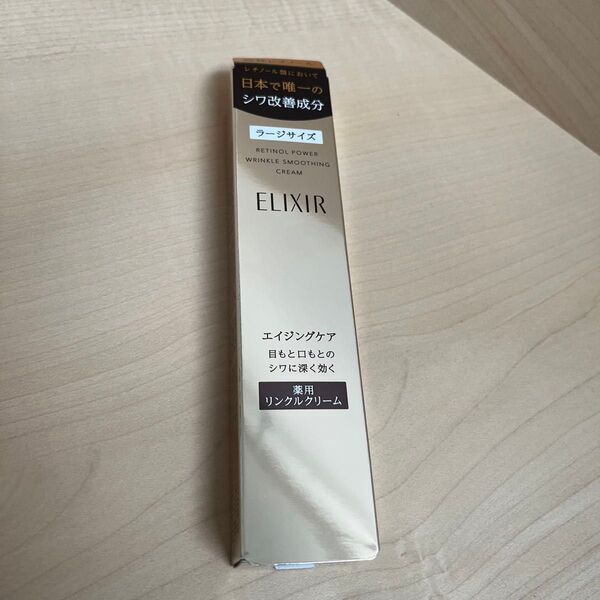 レチノール類において
日本で唯一の
シワ改善成分
ラージサイズ
RETINOL POWER
WRINKLE SMOOTHING
CREAM
ELIXIR
エイジングケア
目もと口もとの
シワに深く効く
薬用
リンクルクリーム